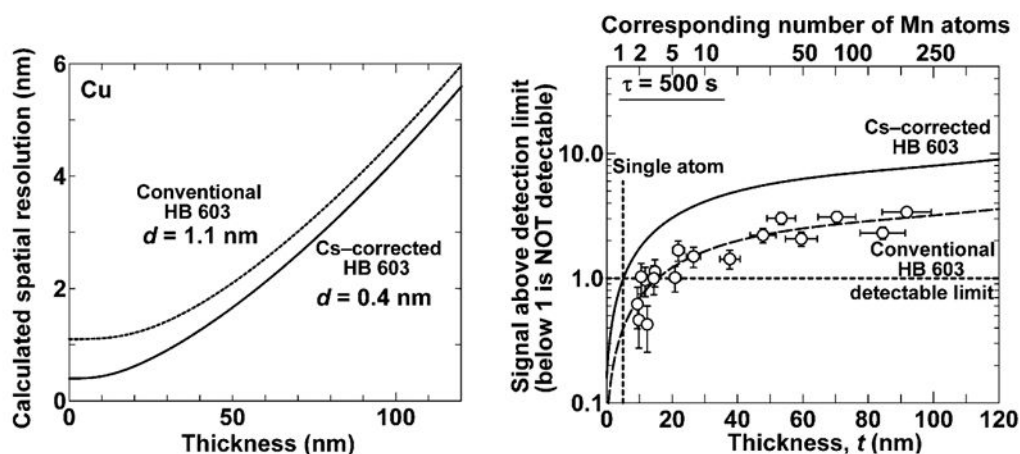 Calculated spatial resolution (nm)
6
4
2
0
Cu
Conventional
HB 603
d = 1.1 nm
Cs–corrected
HB 603
d = 0.4 nm
0
50
100
Thickness (nm)
Corresponding number of Mn atoms
1 2 5 10 50 100 250
Signal above detection limit
(below 1 is NOT detectable)
10.0
1.0
0.1
τ = 500 s
Single atom
Cs–corrected
HB 603
Conventional
HB 603
detectable limit
0 20 40 60 80 100 120
Thickness, t (nm)